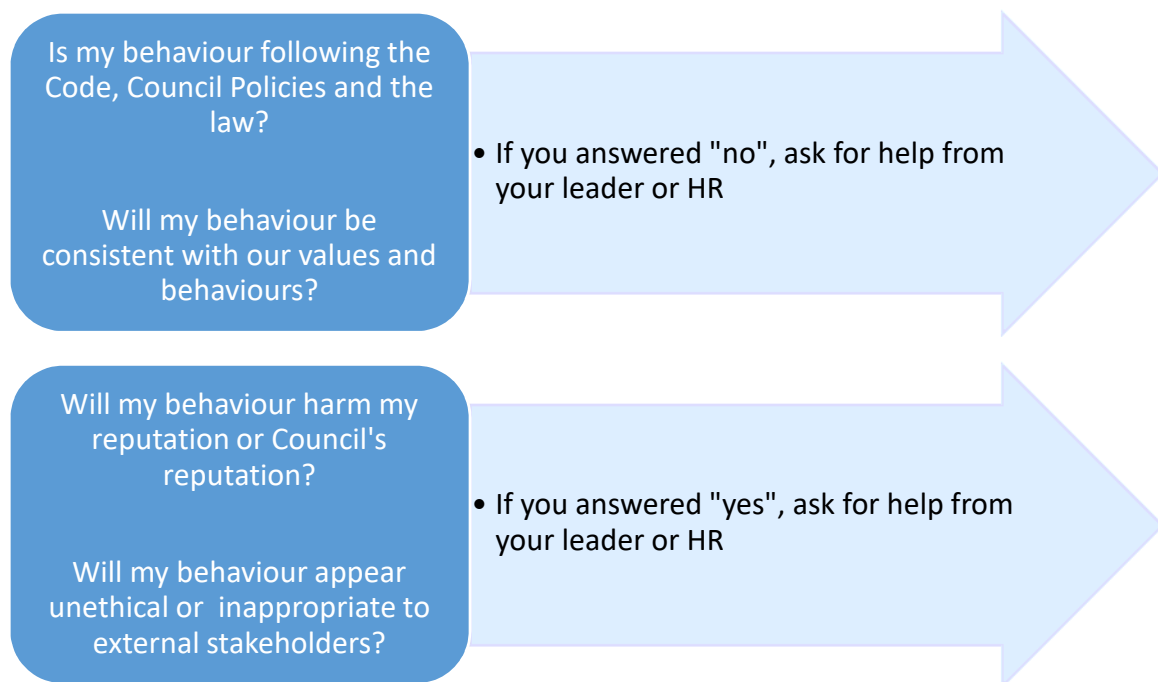 Is my behaviour following the
Code, Council Policies and the
law?
Will my behaviour be
consistent with our values and
behaviours?
• If you answered "no", ask for help from
your leader or HR
Will my behaviour harm my
reputation or Council's
reputation?
Will my behaviour appear
unethical or  inappropriate to
external stakeholders?
• If you answered "yes", ask for help from
your leader or HR